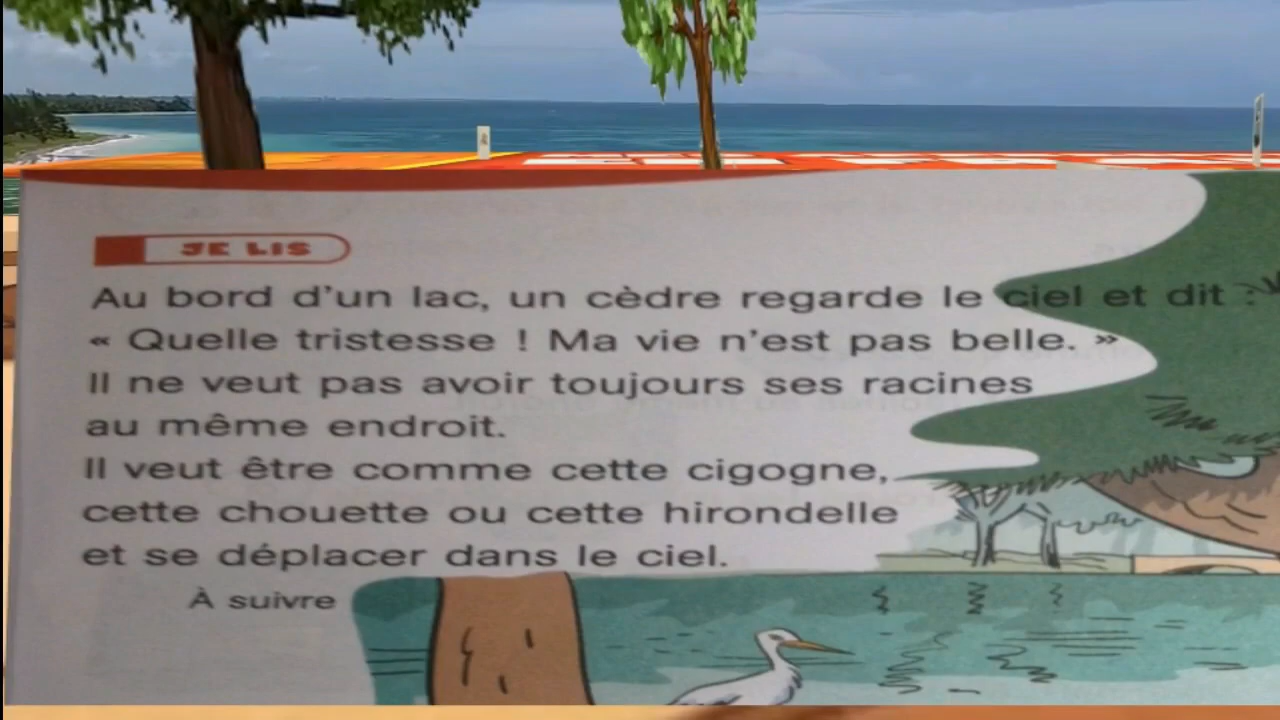 JE LIS
Au bord d'un lac, un cèdre regarde le ciel et dit :
« Quelle tristesse ! Ma vie n'est pas belle. »
Il ne veut pas avoir toujours ses racines
au même endroit.
Il veut être comme cette cigogne,
cette chouette ou cette hirondelle
et se déplacer dans le ciel.
À suivre